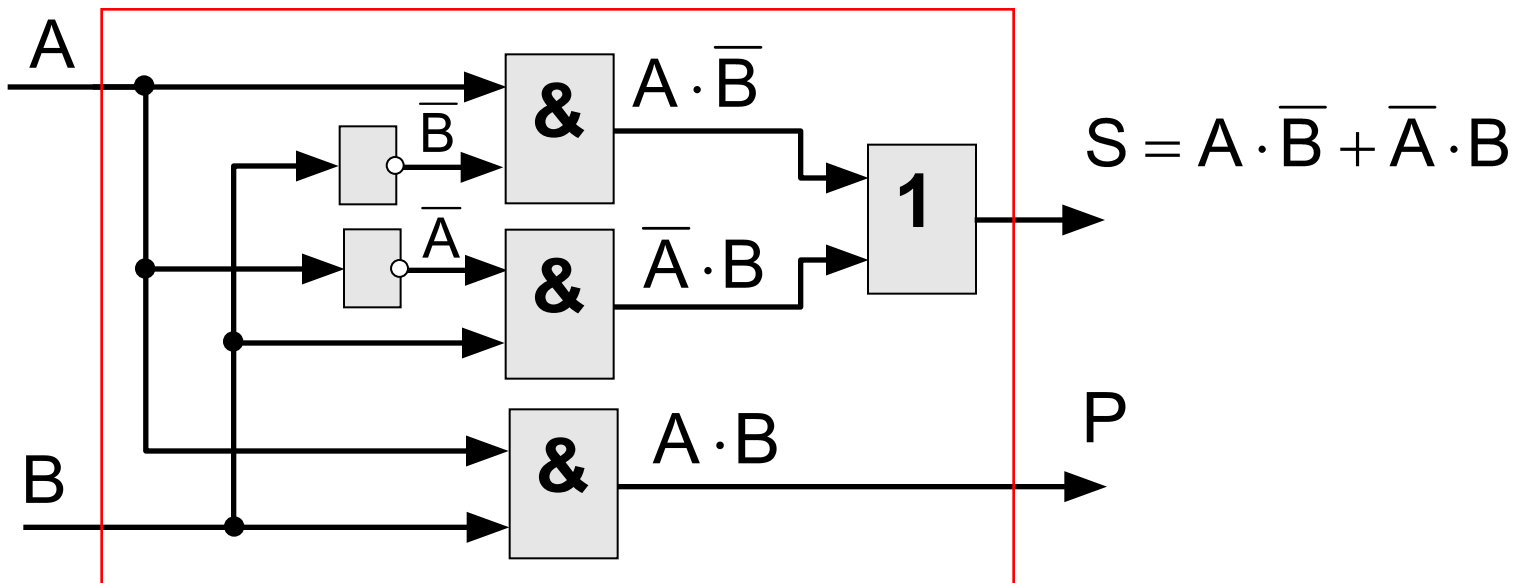 A
& A · B̅
B̅
1
S = A · B̅ + A̅ · B
A̅
& A̅ · B
P
B
& A · B